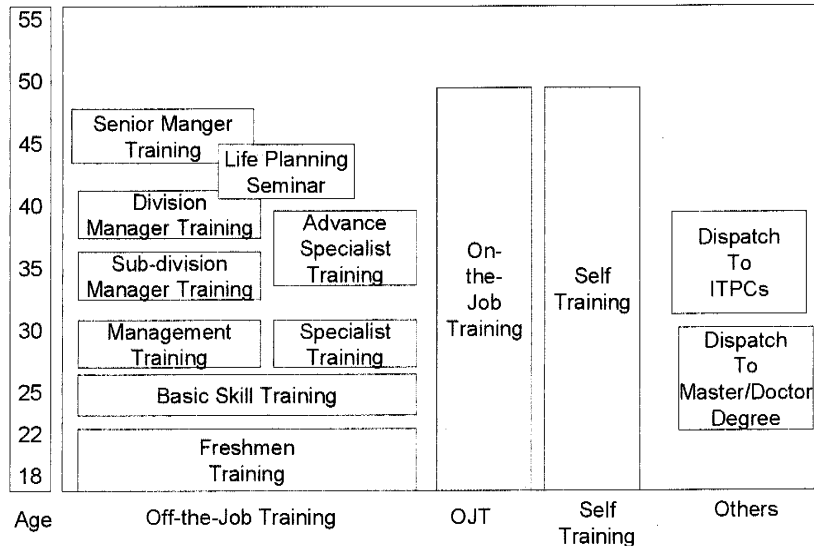 55
50
45
40
35
30
25
22
18
Age
Senior Manger
Training
Life Planning
Seminar
Division
Manager Training
Advance
Specialist
Training
Sub-division
Manager Training
Management
Training
Specialist
Training
Basic Skill Training
Freshmen
Training
Off-the-Job Training
On-
the-
Job
Training
OJT
Self
Training
Self
Training
Dispatch
To
ITPCs
Dispatch
To
Master/Doctor
Degree
Others